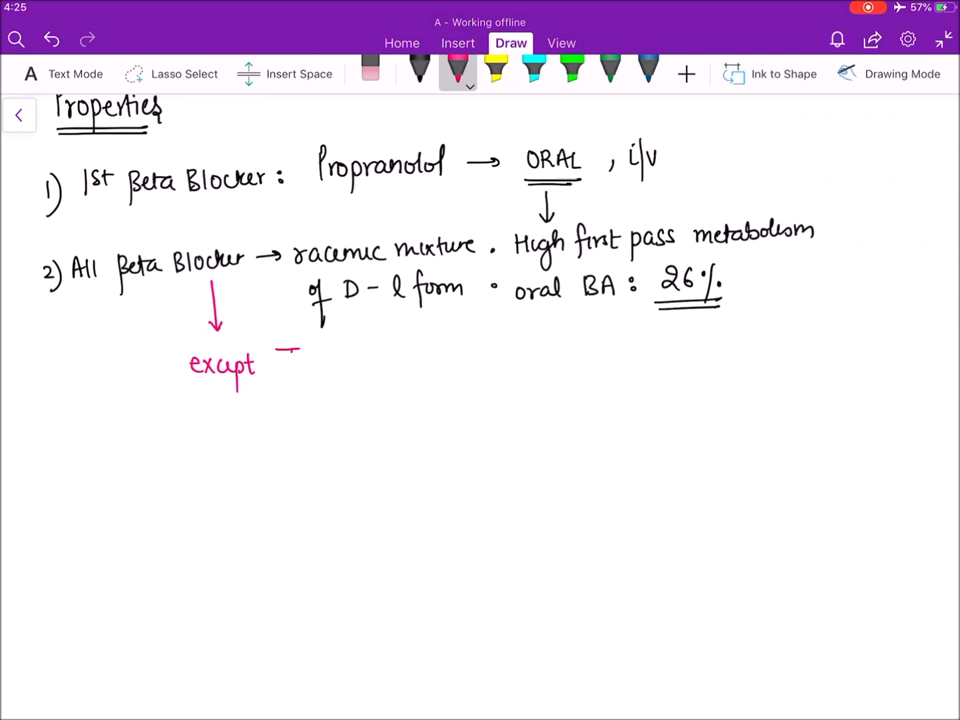 4:25
57%
A - Working offline
Home Insert Draw View
Text Mode Lasso Select Insert Space Ink to Shape Drawing Mode
Properties
1) 1st Beta Blocker : Propranolol → ORAL , i/v
2) All Beta Blocker → racemic mixture . High first pass metabolism
of D - l form • oral BA : 26%.
except